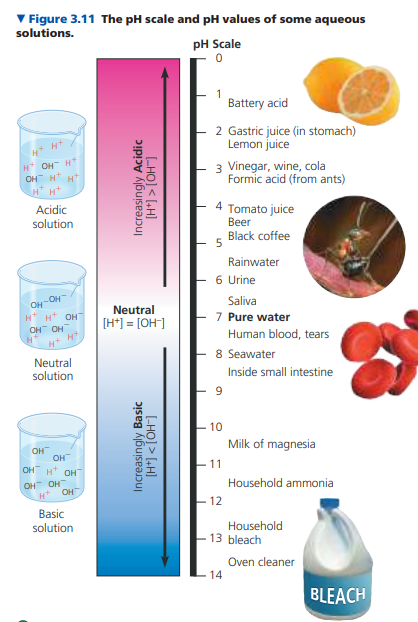 ▼ Figure 3.11 The pH scale and pH values of some aqueous
solutions.
pH Scale
0
1
Battery acid
2 Gastric juice (in stomach)
Lemon juice
3 Vinegar, wine, cola
Formic acid (from ants)
4 Tomato juice
Beer
Black coffee
5
Rainwater
6 Urine
Saliva
7 Pure water
Human blood, tears
8 Seawater
Inside small intestine
9
10
Milk of magnesia
11
Household ammonia
12
Household
13 bleach
Oven cleaner
14
BLEACH
Increasingly Acidic
[H⁺] > [OH⁻]
Neutral
[H⁺] = [OH⁻]
Increasingly Basic
[H⁺] < [OH⁻]
H⁺ H⁺
H⁺ OH⁻ H⁺
OH⁻ H⁺ H⁺
H⁺ H⁺
Acidic
solution
OH⁻ OH⁻
H⁺ H⁺ OH⁻
OH⁻ OH⁻
H⁺ H⁺ H⁺
Neutral
solution
OH⁻
OH⁻
OH⁻ H⁺ OH⁻
OH⁻ OH⁻
H⁺ OH⁻
Basic
solution